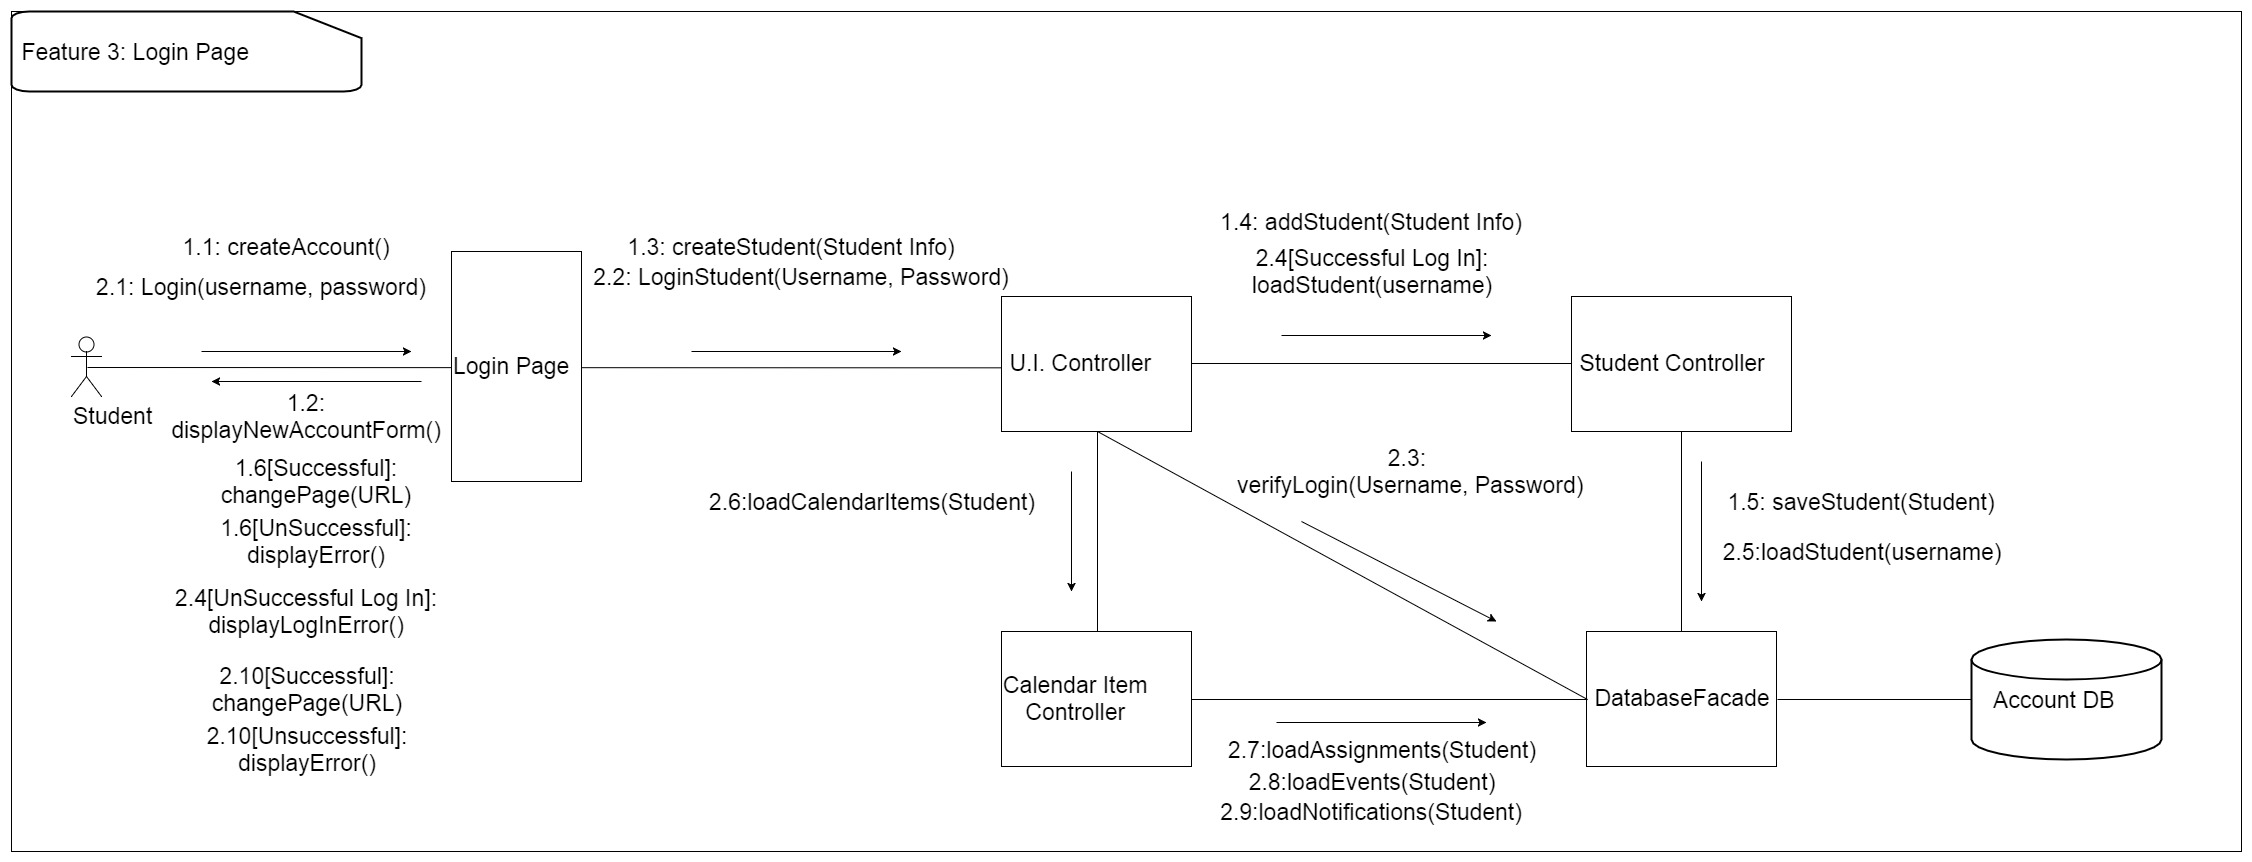 Feature 3: Login Page
1.1: createAccount()
2.1: Login(username, password)
Student
Login Page
1.2:
displayNewAccountForm()
1.6[Successful]:
changePage(URL)
1.6[UnSuccessful]:
displayError()
2.4[UnSuccessful Log In]:
displayLogInError()
2.10[Successful]:
changePage(URL)
2.10[Unsuccessful]:
displayError()
1.3: createStudent(Student Info)
2.2: LoginStudent(Username, Password)
U.I. Controller
1.4: addStudent(Student Info)
2.4[Successful Log In]:
loadStudent(username)
Student Controller
2.6:loadCalendarItems(Student)
2.3:
verifyLogin(Username, Password)
1.5: saveStudent(Student)
2.5:loadStudent(username)
Calendar Item
Controller
2.7:loadAssignments(Student)
2.8:loadEvents(Student)
2.9:loadNotifications(Student)
DatabaseFacade
Account DB